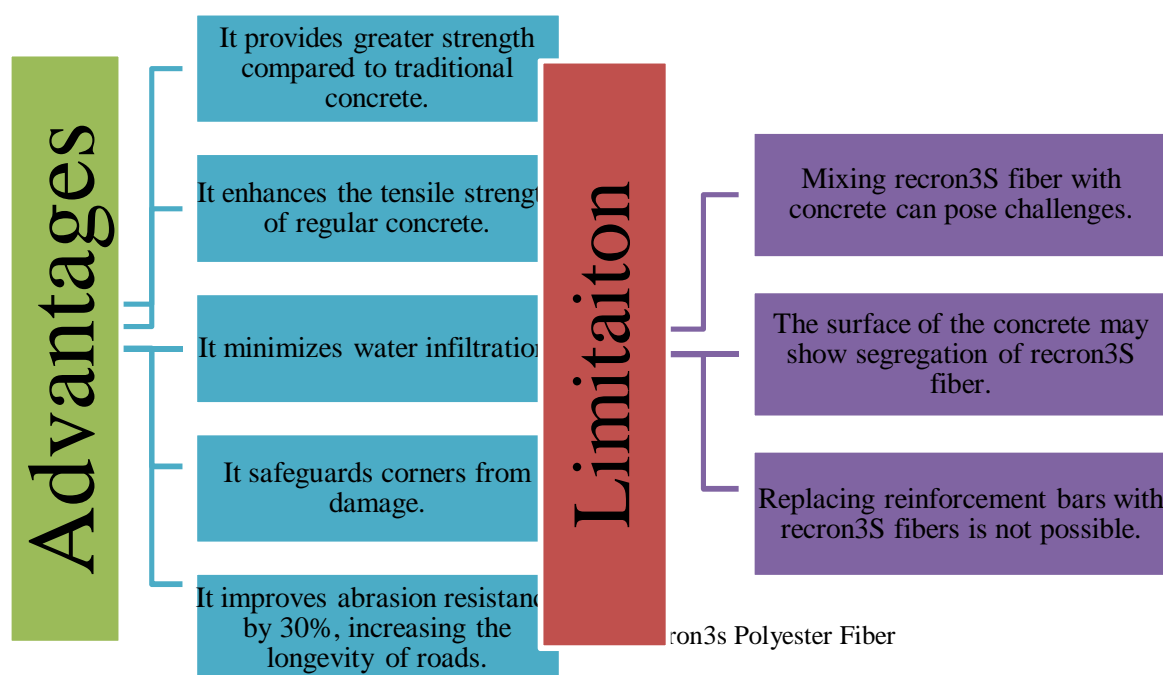 Advantages
It provides greater strength
compared to traditional
concrete.
It enhances the tensile strengt
of regular concrete.
It minimizes water infiltration
It safeguards corners from
damage.
It improves abrasion resistanc
by 30%, increasing the
longevity of roads.
Limitaiton
Mixing recron3S fiber with
concrete can pose challenges.
The surface of the concrete may
show segregation of recron3S
fiber.
Replacing reinforcement bars with
recron3S fibers is not possible.
ron3s Polyester Fiber